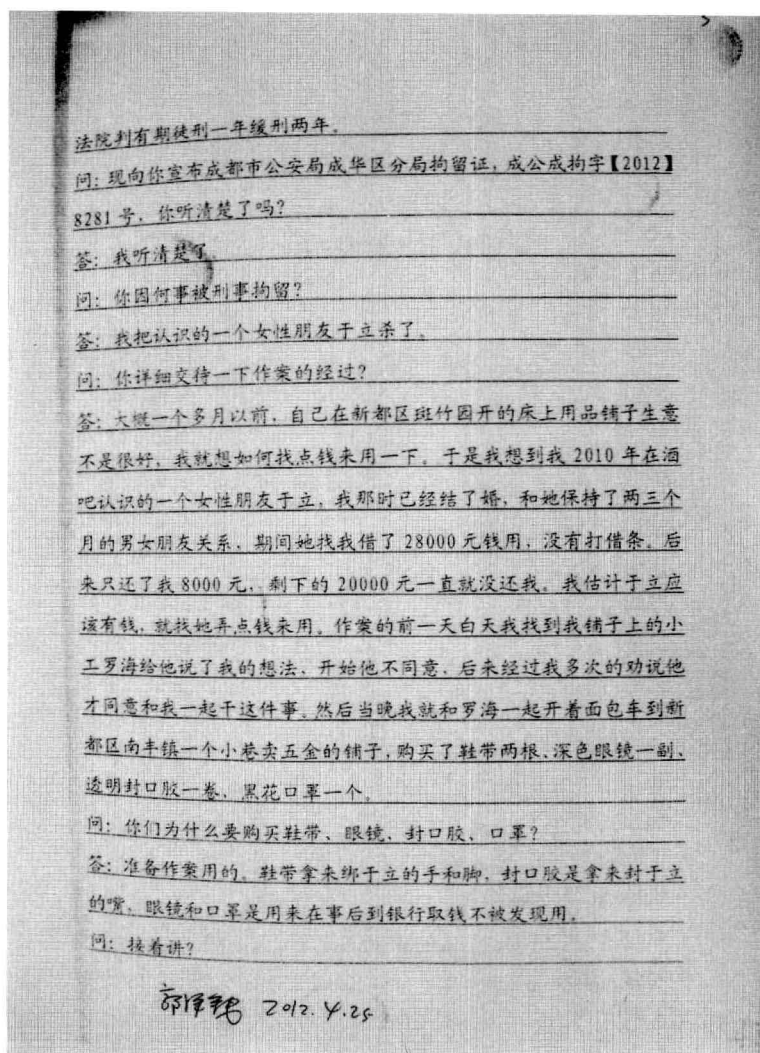 法院判有期徒刑一年缓刑两年。
问：现向你宣布成都市公安局成华区分局拘留证，成公成拘字【2012】
8281 号，你听清楚了吗？
答：我听清楚了
问：你因何事被刑事拘留？
答：我把认识的一个女性朋友于立杀了。
问：你详细交待一下作案的经过？
答：大概一个多月以前，自己在新都区斑竹园开的床上用品铺子生意
不是很好，我就想如何找点钱来用一下。于是我想到我 2010 年在酒
吧认识的一个女性朋友于立，我那时已经结了婚，和她保持了两三个
月的男女朋友关系，期间她找我借了 28000 元钱用，没有打借条。后
来只还了我 8000 元，剩下的 20000 元一直就没还我。我估计于立应
该有钱，就找她弄点钱来用。作案的前一天白天我找到我铺子上的小
工罗海给他说了我的想法，开始他不同意，后来经过我多次的劝说他
才同意和我一起干这件事。然后当晚我就和罗海一起开着面包车到新
都区南丰镇一个小巷卖五金的铺子，购买了鞋带两根、深色眼镜一副、
透明封口胶一卷、黑花口罩一个。
问：你们为什么要购买鞋带、眼镜、封口胶、口罩？
答：准备作案用的。鞋带拿来绑于立的手和脚，封口胶是拿来封于立
的嘴，眼镜和口罩是用来在事后到银行取钱不被发现用。
问：接着讲？
2012.4.25